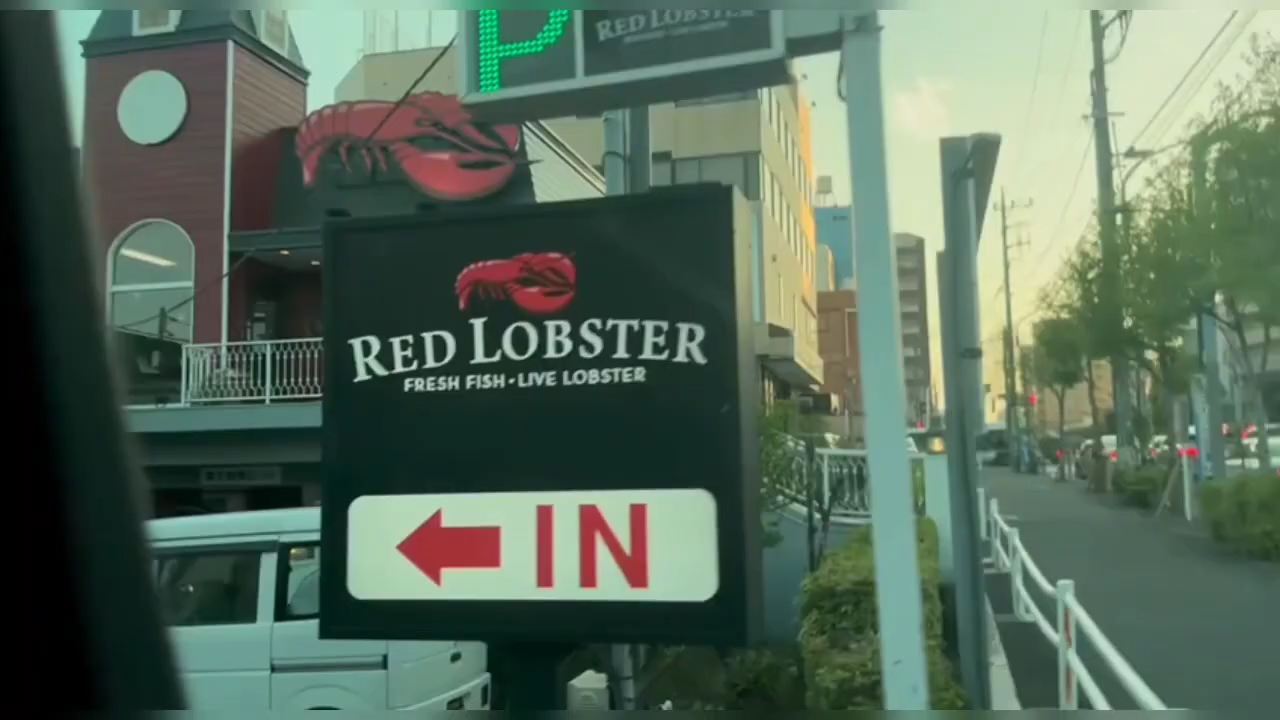 P
RED LOBSTER
RED LOBSTER
FRESH FISH • LIVE LOBSTER
IN